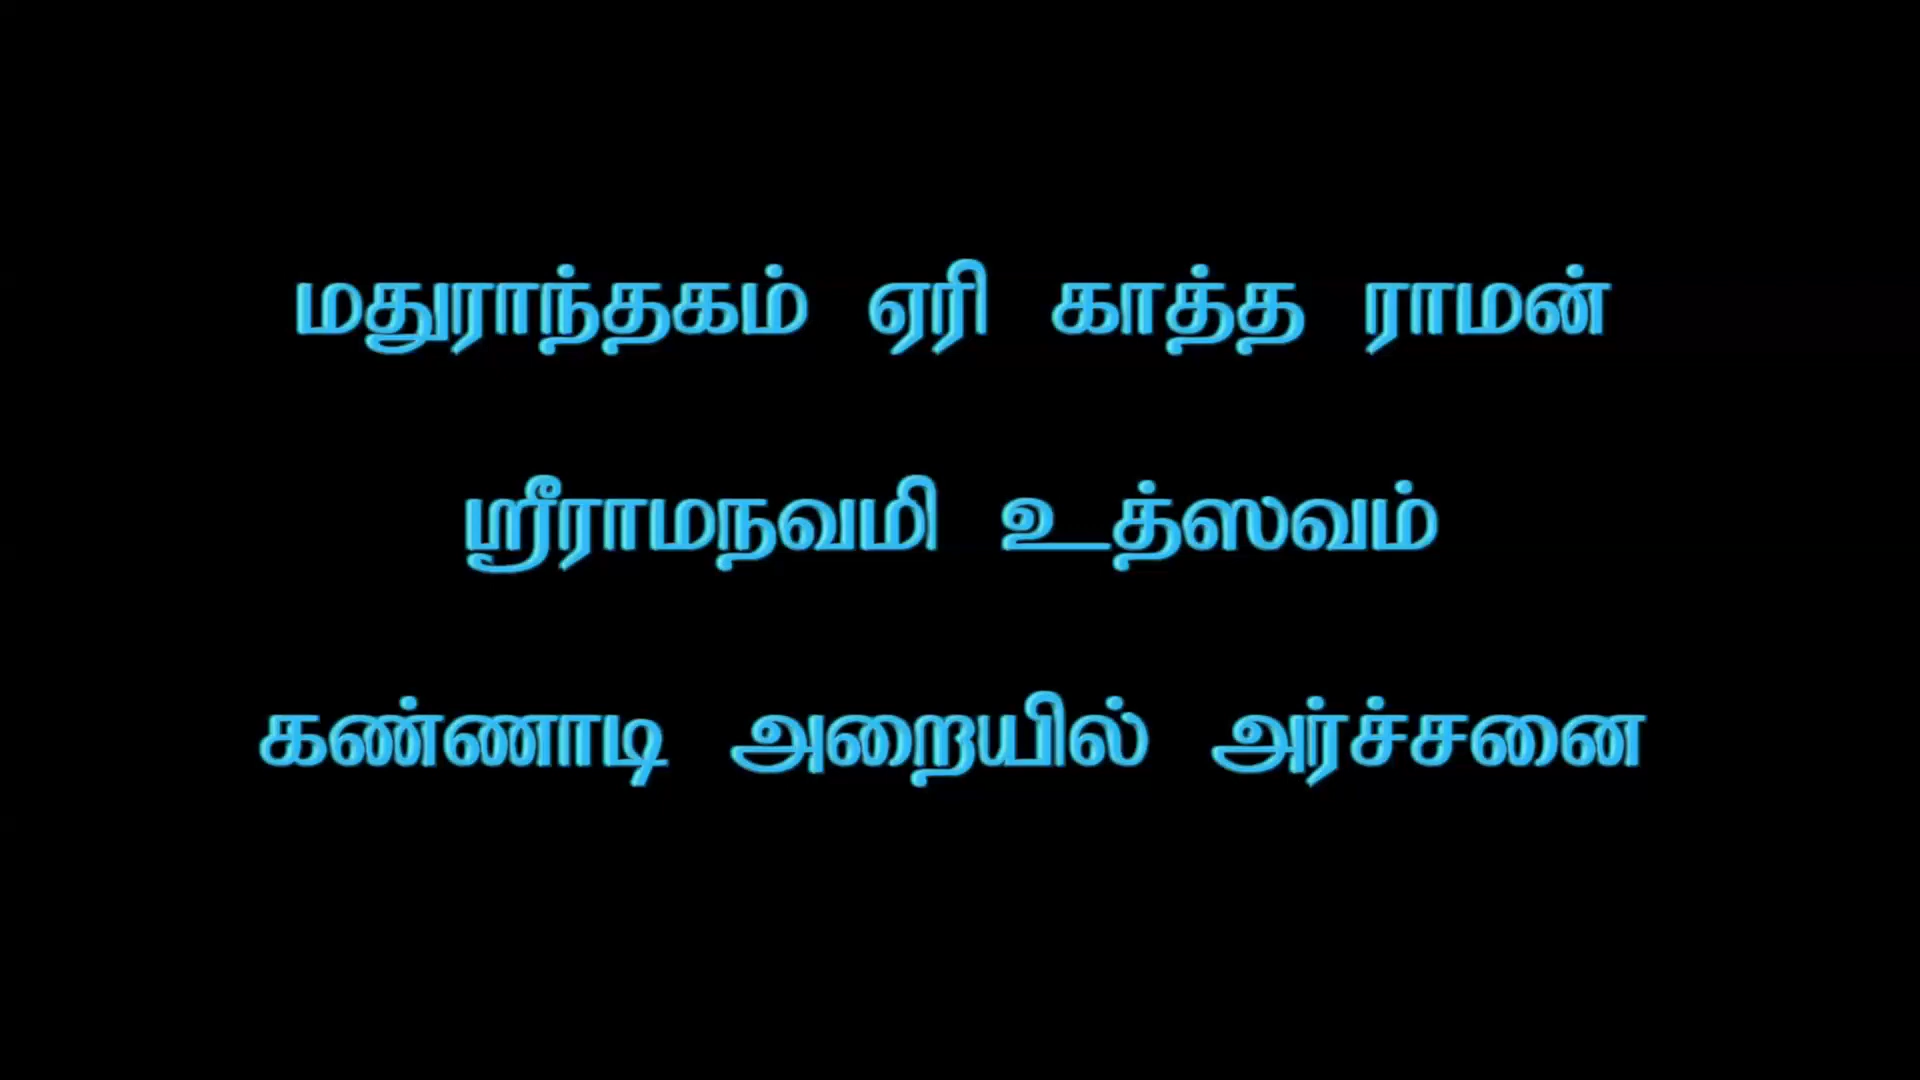 மதுராந்தகம் ஏரி காத்த ராமன்
ஸ்ரீராமநவமி உத்ஸவம்
கண்ணாடி அறையில் அர்ச்சனை